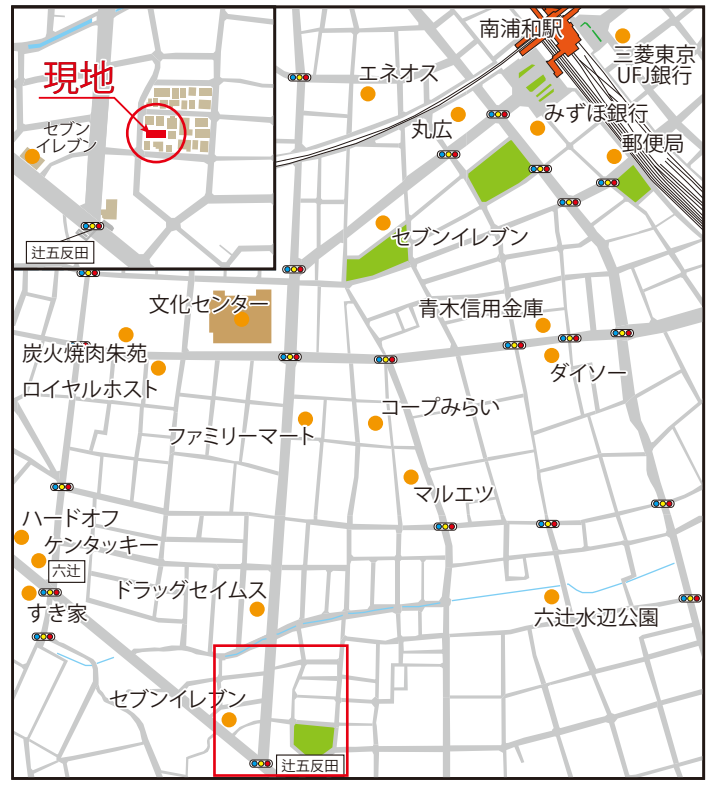 現地
セブン
イレブン
辻五反田
南浦和駅
三菱東京
UFJ銀行
エネオス
丸広
みずほ銀行
郵便局
セブンイレブン
文化センター
青木信用金庫
炭火焼肉朱苑
ロイヤルホスト
ダイソー
コープみらい
ファミリーマート
マルエツ
ハードオフ
ケンタッキー
六辻
すき家
ドラッグセイムス
六辻水辺公園
セブンイレブン
辻五反田